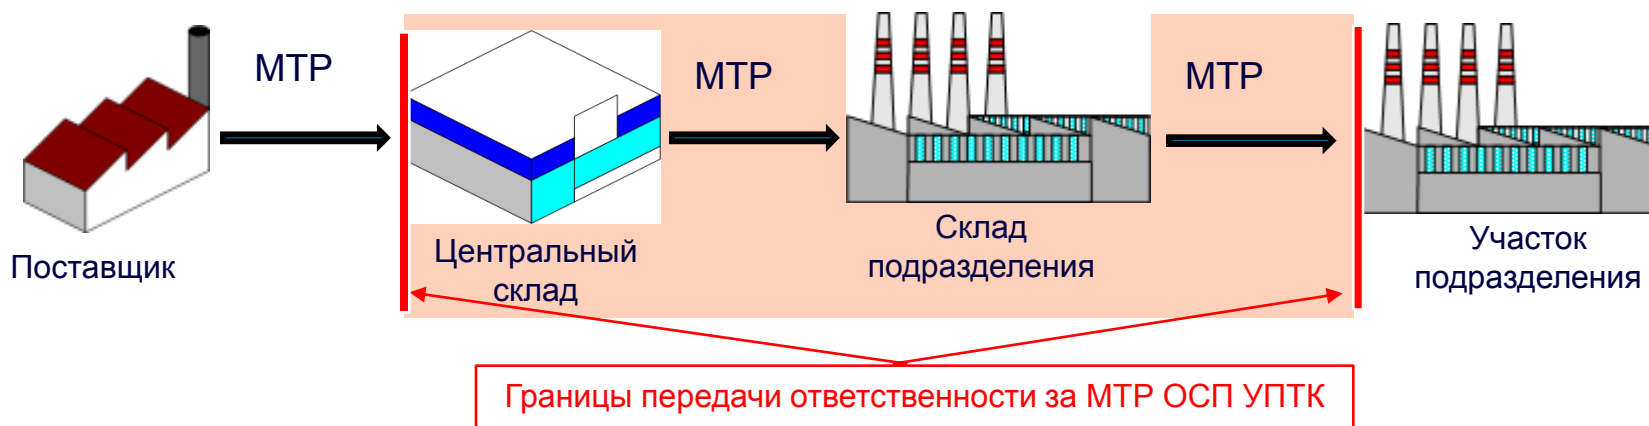 МТР
МТР
МТР
Поставщик
Центральный
склад
Склад
подразделения
Участок
подразделения
Границы передачи ответственности за МТР ОСП УПТК